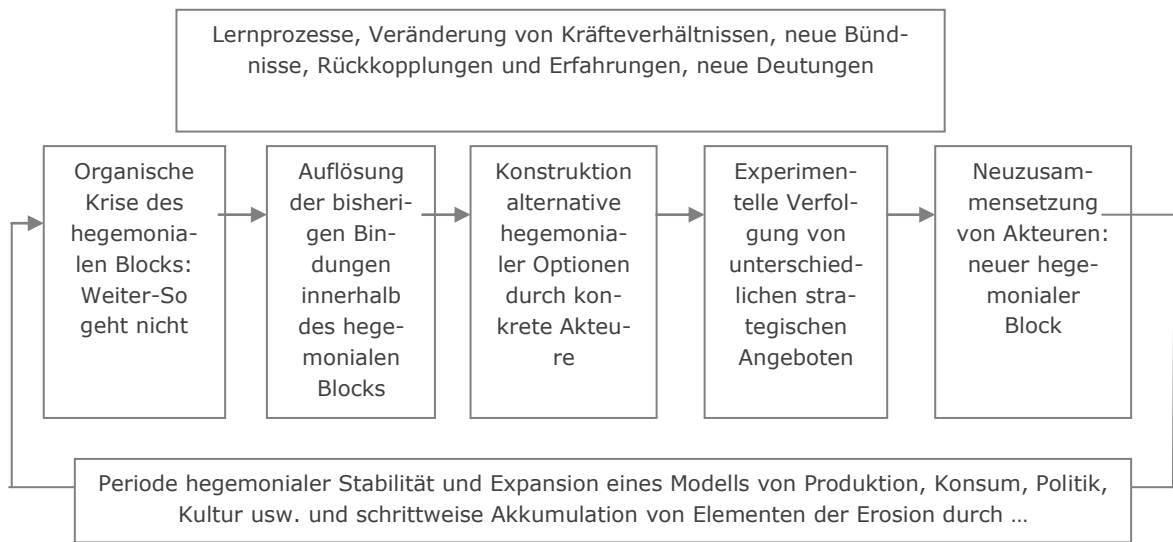 Lernprozesse, Veränderung von Kräfteverhältnissen, neue Bünd-
nisse, Rückkopplungen und Erfahrungen, neue Deutungen
Organische
Krise des
hegemonia-
len Blocks:
Weiter-So
geht nicht
Auflösung
der bisheri-
gen Bin-
dungen
innerhalb
des hege-
monialen
Blocks
Konstruktion
alternative
hegemonia-
ler Optionen
durch kon-
krete Akteu-
re
Experimen-
telle Verfol-
gung von
unterschied-
lichen stra-
tegischen
Angeboten
Neuzusam-
mensetzung
von Akteuren:
neuer hege-
monialer
Block
Periode hegemonialer Stabilität und Expansion eines Modells von Produktion, Konsum, Politik,
Kultur usw. und schrittweise Akkumulation von Elementen der Erosion durch …